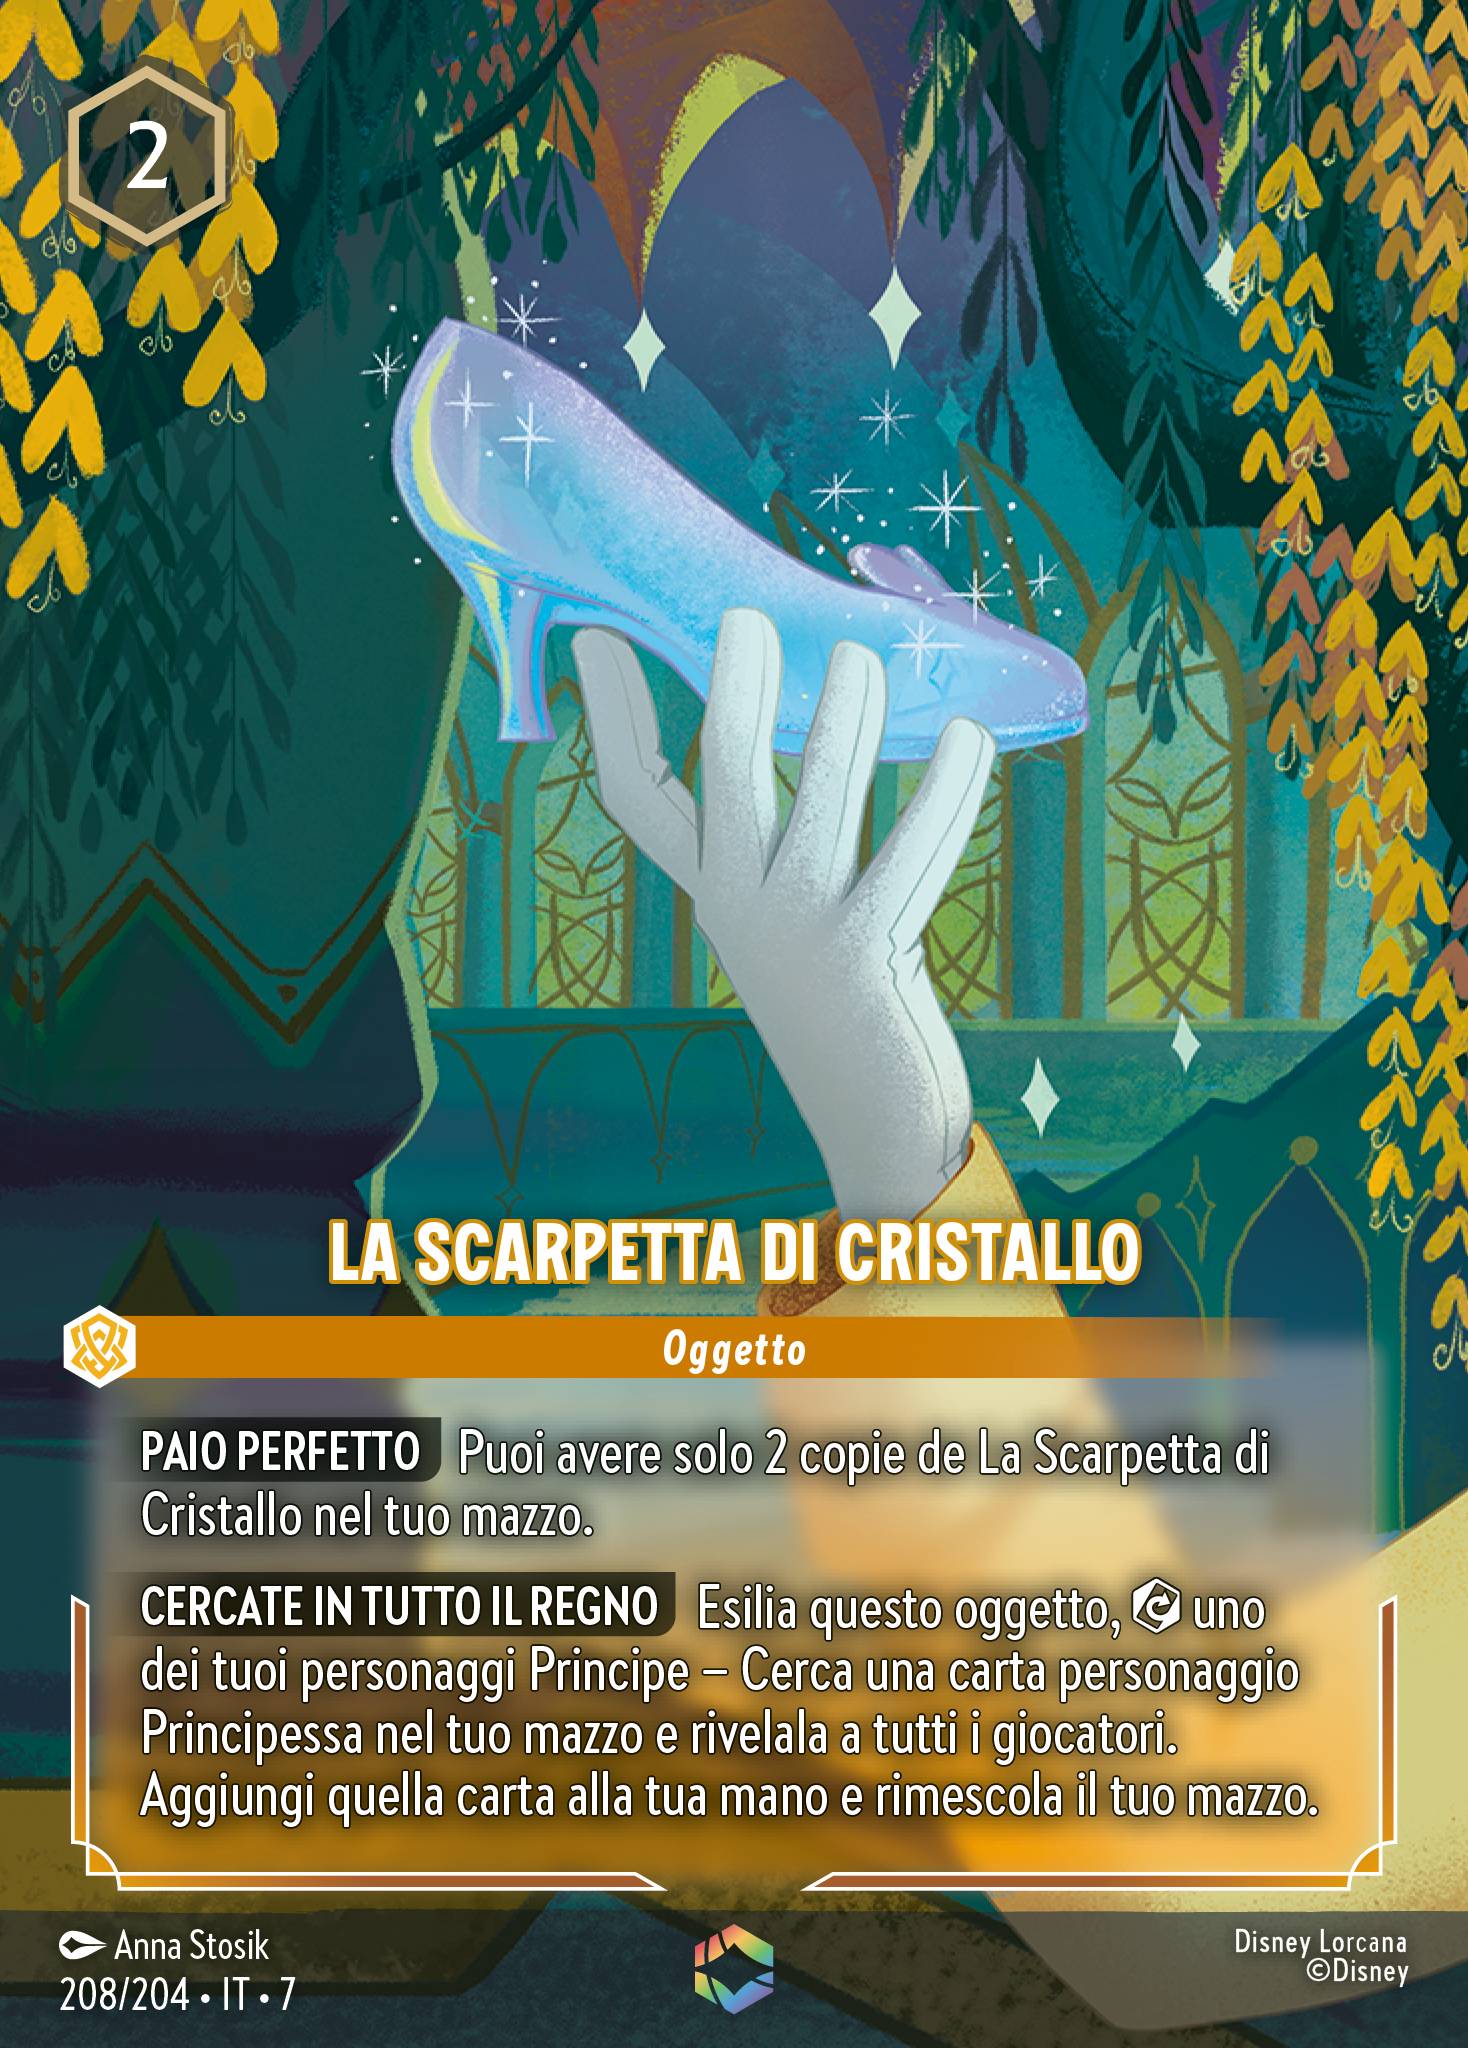 2
LA SCARPETTA DI CRISTALLO
Oggetto
PAIO PERFETTO Puoi avere solo 2 copie de La Scarpetta di
Cristallo nel tuo mazzo.
CERCATE IN TUTTO IL REGNO Esilia questo oggetto, uno
dei tuoi personaggi Principe – Cerca una carta personaggio
Principessa nel tuo mazzo e rivelala a tutti i giocatori.
Aggiungi quella carta alla tua mano e rimescola il tuo mazzo.
Anna Stosik
208/204 • IT • 7
Disney Lorcana
©Disney